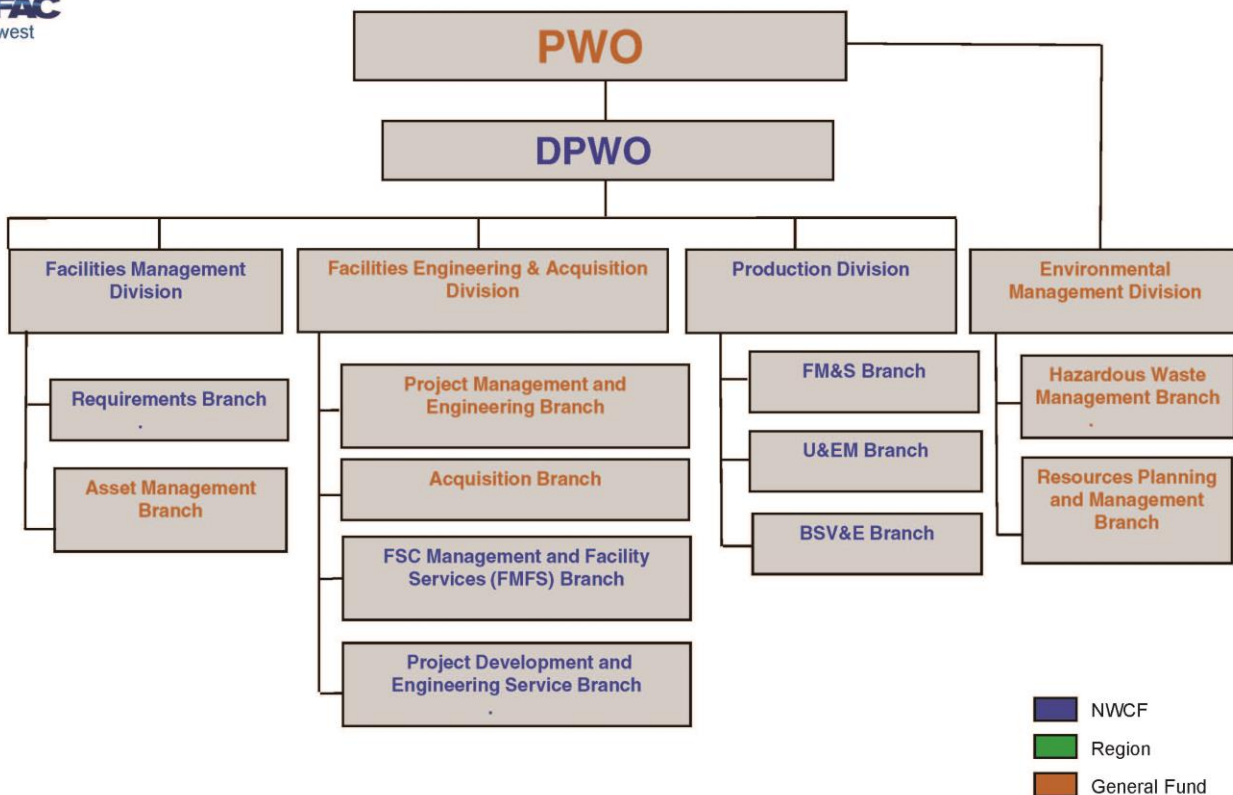 FAC
west
PWO
DPWO
Facilities Management
Division
Facilities Engineering & Acquisition
Division
Production Division
Environmental
Management Division
Requirements Branch
.
Asset Management
Branch
Project Management and
Engineering Branch
Acquisition Branch
FSC Management and Facility
Services (FMFS) Branch
Project Development and
Engineering Service Branch
.
FM&S Branch
U&EM Branch
BSV&E Branch
Hazardous Waste
Management Branch
.
Resources Planning
and Management
Branch
NWCF
Region
General Fund